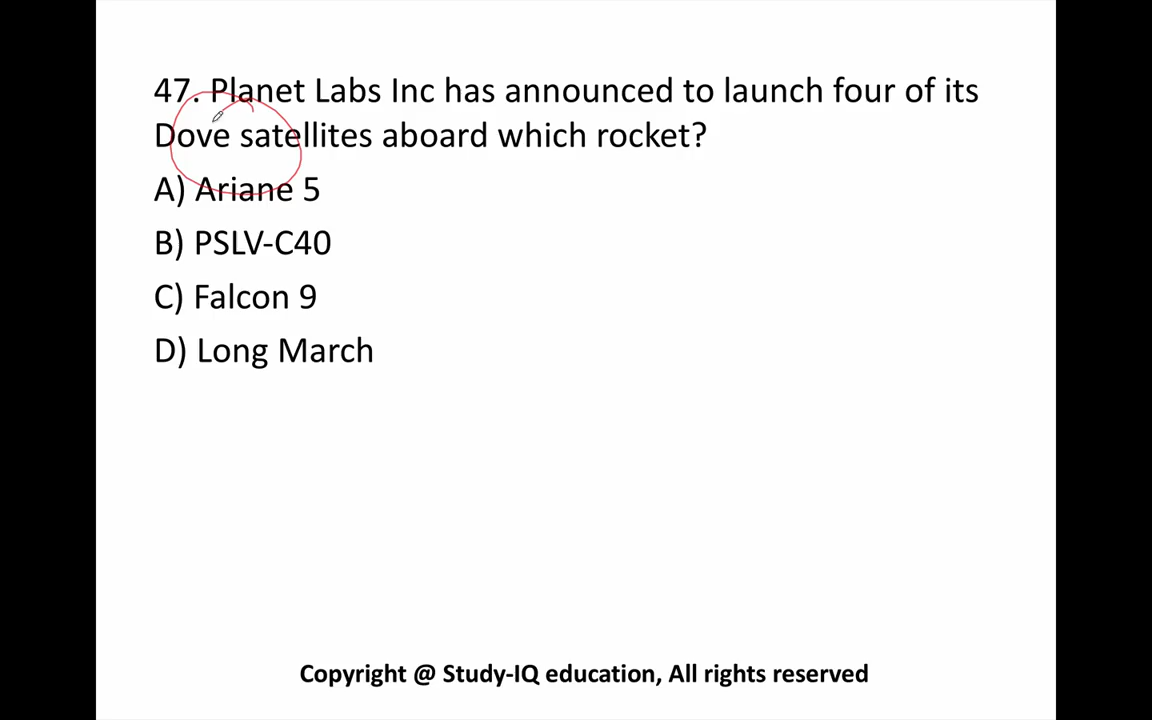 47. Planet Labs Inc has announced to launch four of its
Dove satellites aboard which rocket?
A) Ariane 5
B) PSLV-C40
C) Falcon 9
D) Long March
Copyright @ Study-IQ education, All rights reserved